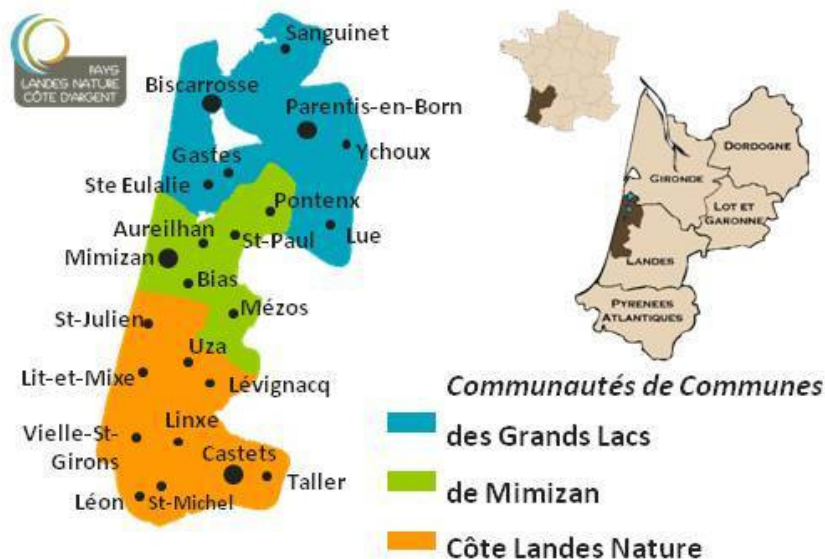 PAYS
LANDES NATURE
CÔTE D'ARGENT
Sanguinet
Biscarrosse
Parentis-en-Born
Ychoux
Gastes
Ste Eulalie
Pontenx
Aureilhan
St-Paul
Lue
Mimizan
Bias
Mézos
St-Julien
Uza
Lit-et-Mixe
Lévignacq
Linxe
Vielle-St-
Girons
Castets
Taller
Léon
St-Michel
DORDOGNE
GIRONDE
LOT ET
GARONNE
LANDES
PYRENEES
ATLANTIQUES
Communautés de Communes
des Grands Lacs
de Mimizan
Côte Landes Nature